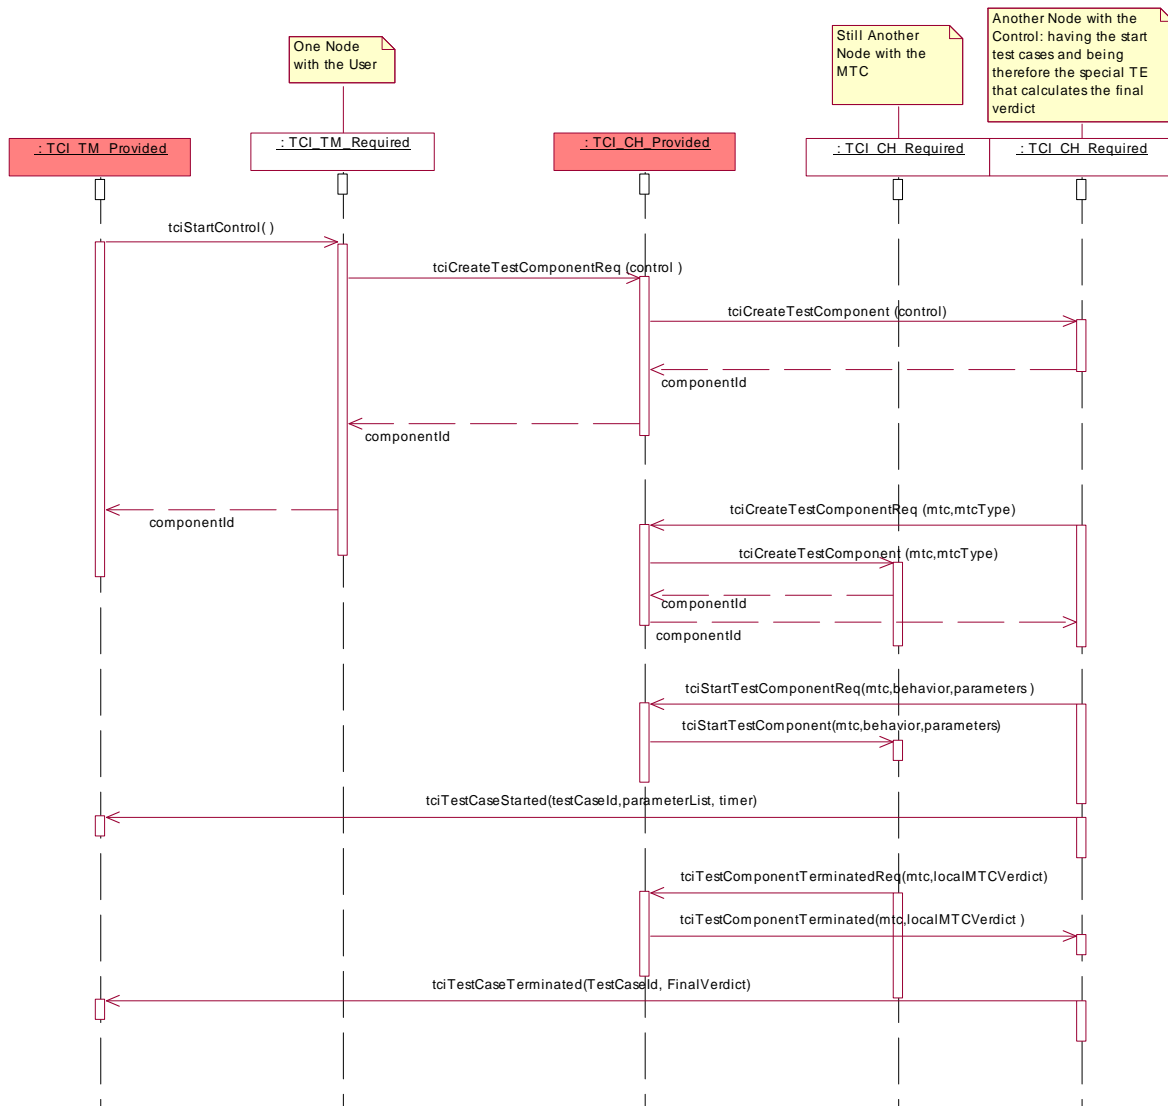 One Node
with the User
Still Another
Node with the
MTC
Another Node with the
Control: having the start
test cases and being
therefore the special TE
that calculates the final
verdict
: TCI_TM_Provided
: TCI_TM_Required
: TCI_CH_Provided
: TCI_CH_Required
: TCI_CH_Required
tciStartControl( )
tciCreateTestComponentReq (control )
tciCreateTestComponent (control)
componentId
componentId
componentId
tciCreateTestComponentReq (mtc,mtcType)
tciCreateTestComponent (mtc,mtcType)
componentId
componentId
tciStartTestComponentReq(mtc,behavior,parameters )
tciStartTestComponent(mtc,behavior,parameters)
tciTestCaseStarted(testCaseId,parameterList, timer)
tciTestComponentTerminatedReq(mtc,localMTCVerdict)
tciTestComponentTerminated(mtc,localMTCVerdict )
tciTestCaseTerminated(TestCaseId, FinalVerdict)